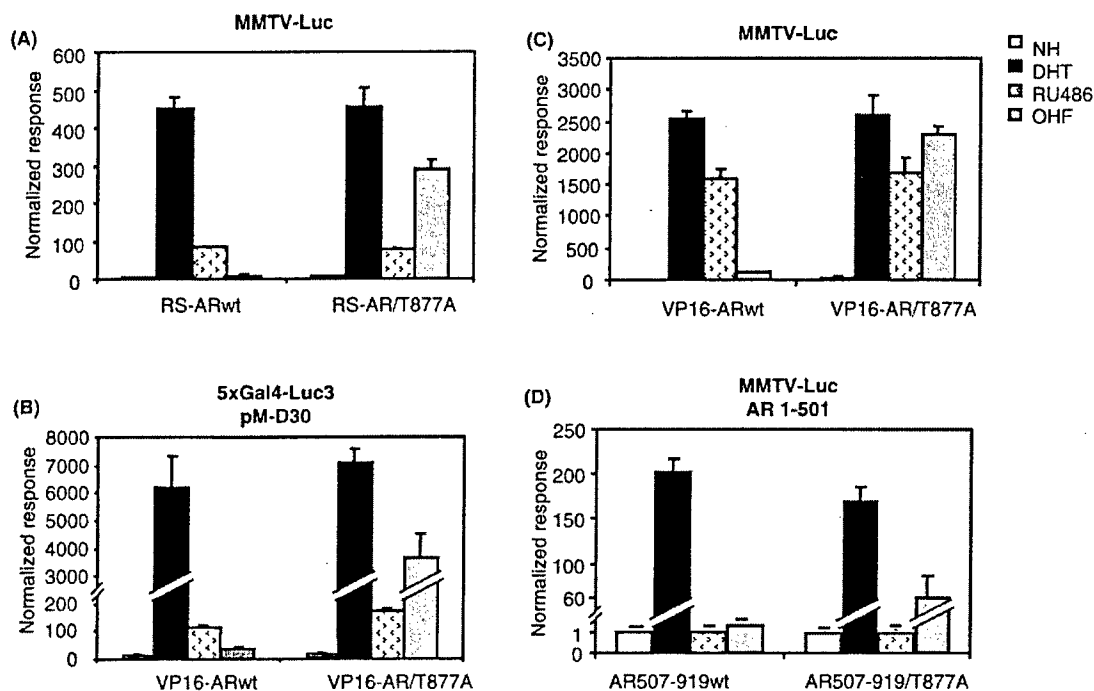 (A)
MMTV-Luc
Normalized response
600
500
400
300
200
100
0
RS-ARwt
RS-AR/T877A
(C)
MMTV-Luc
Normalized response
3500
3000
2500
2000
1500
1000
500
0
VP16-ARwt
VP16-AR/T877A
NH
DHT
RU486
OHF
(B)
5xGal4-Luc3
pM-D30
Normalized response
8000
7000
6000
5000
4000
3000
200
100
0
VP16-ARwt
VP16-AR/T877A
(D)
MMTV-Luc
AR 1-501
Normalized response
250
200
150
100
60
1
0
AR507-919wt
AR507-919/T877A